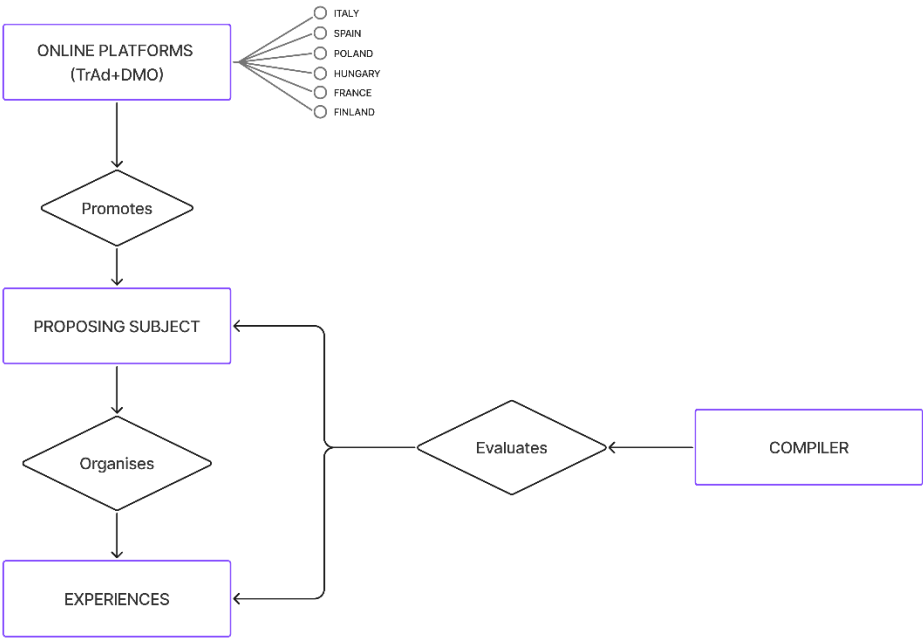 ONLINE PLATFORMS
(TrAd+DMO)
ITALY
SPAIN
POLAND
HUNGARY
FRANCE
FINLAND
Promotes
PROPOSING SUBJECT
Organises
Evaluates
COMPILER
EXPERIENCES